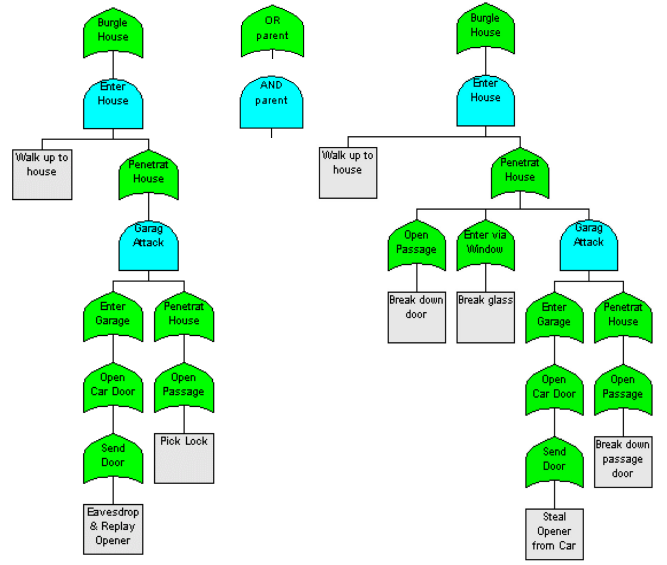 Burgle
House
OR
parent
Burgle
House
Enter
House
AND
parent
Enter
House
Walk up to
house
Penetrat
House
Walk up to
house
Penetrat
House
Garag
Attack
Open
Passage
Enter via
Window
Garag
Attack
Enter
Garage
Penetrat
House
Break down
door
Break glass
Enter
Garage
Penetrat
House
Open
Car Door
Open
Passage
Open
Car Door
Open
Passage
Send
Door
Pick Lock
Send
Door
Break down
passage
door
Eavesdrop
& Replay
Opener
Steal
Opener
from Car